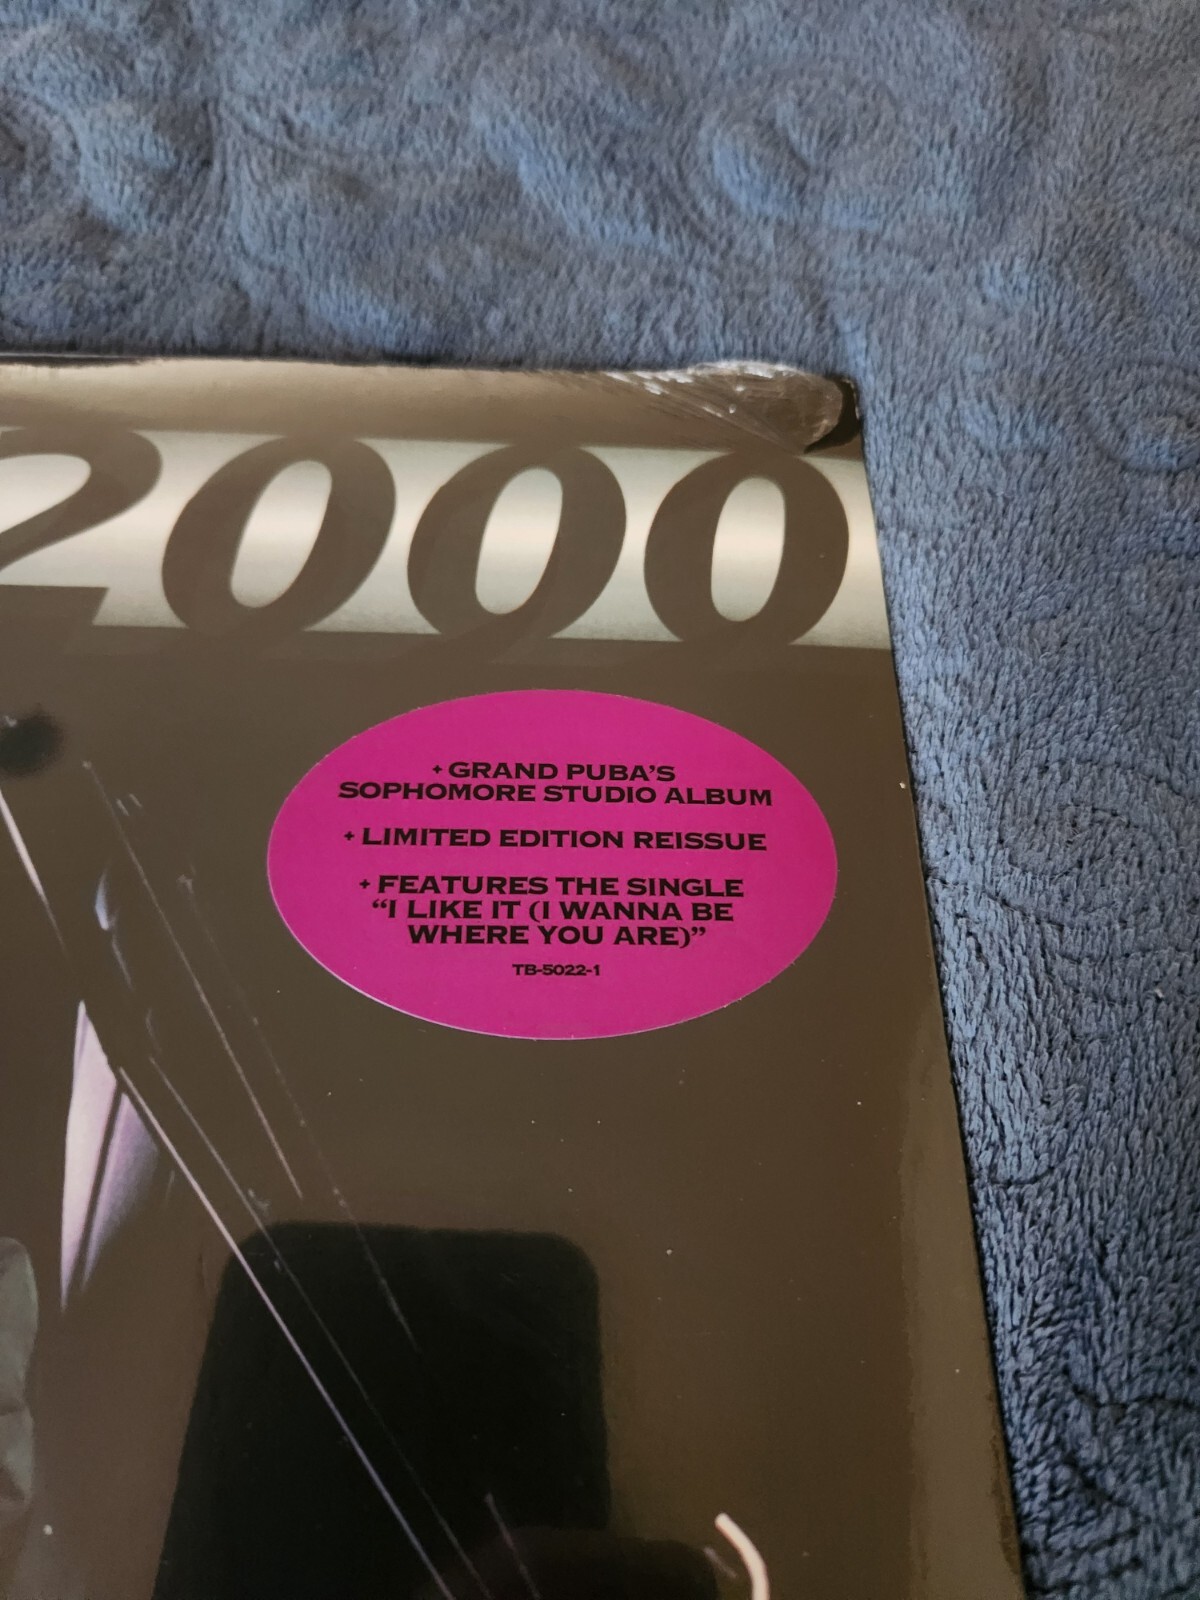 2000
+ GRAND PUBA'S
SOPHOMORE STUDIO ALBUM
+ LIMITED EDITION REISSUE
+ FEATURES THE SINGLE
“I LIKE IT (I WANNA BE
WHERE YOU ARE)”
TB-5022-1